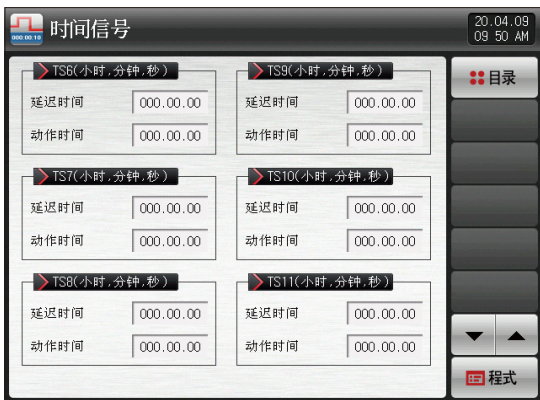 000.00.10
时间信号
20.04.09
09 50 AM
TS6(小时,分钟,秒)
延迟时间 000.00.00
动作时间 000.00.00
TS9(小时,分钟,秒)
延迟时间 000.00.00
动作时间 000.00.00
TS7(小时,分钟,秒)
延迟时间 000.00.00
动作时间 000.00.00
TS10(小时,分钟,秒)
延迟时间 000.00.00
动作时间 000.00.00
TS8(小时,分钟,秒)
延迟时间 000.00.00
动作时间 000.00.00
TS11(小时,分钟,秒)
延迟时间 000.00.00
动作时间 000.00.00
目录
程式